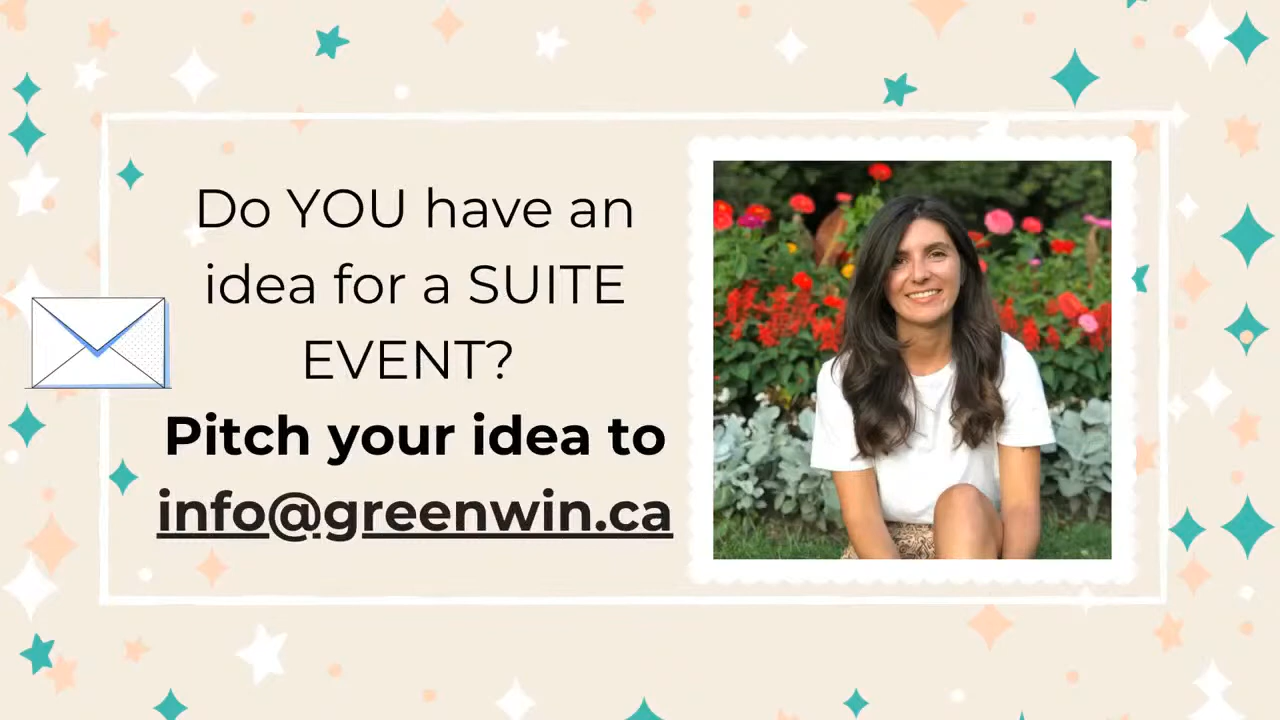 Do YOU have an
idea for a SUITE
EVENT?
Pitch your idea to
info@greenwin.ca